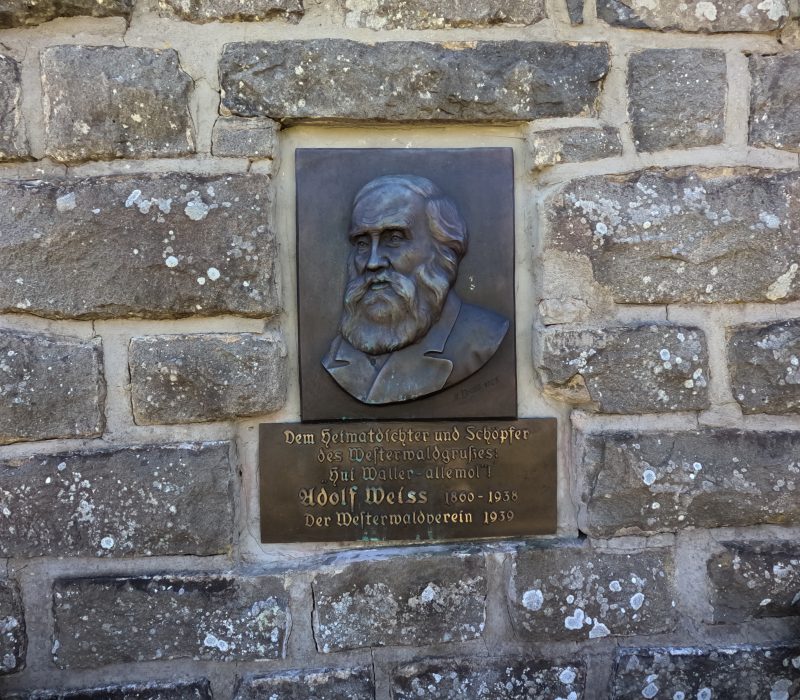 Dem Heimatdichter und Schöpfer
des Westerwaldgrußes:
„Hui Wäller-allemol"!
Adolf Weiss 1860-1938
Der Westerwaldverein 1939